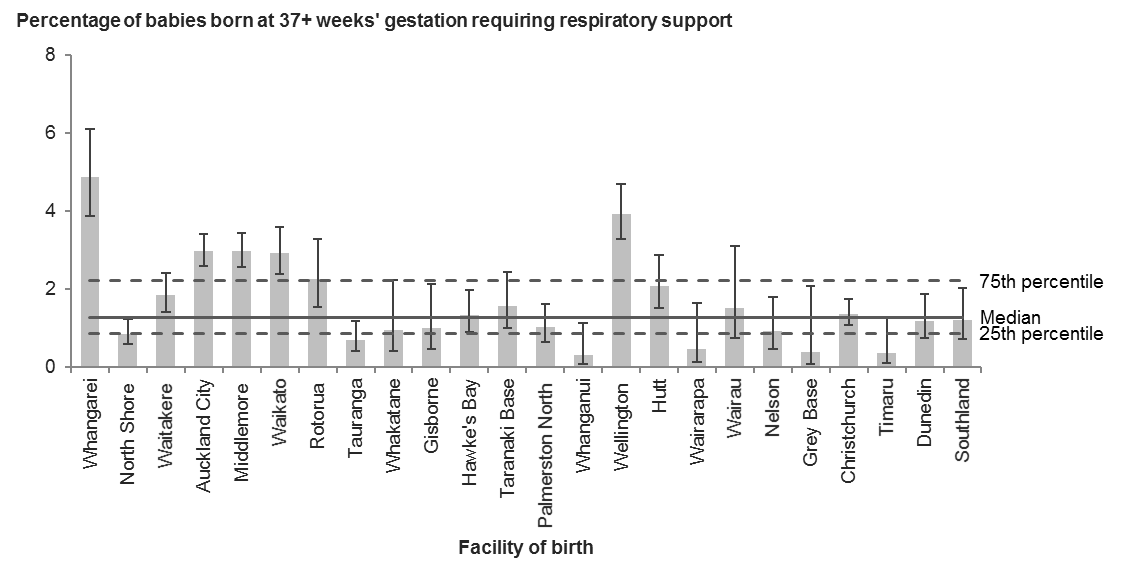 Percentage of babies born at 37+ weeks' gestation requiring respiratory support
8
6
4
2
0
75th percentile
Median
25th percentile
Whangarei
North Shore
Waitakere
Auckland City
Middlemore
Waikato
Rotorua
Tauranga
Whakatane
Gisborne
Hawke's Bay
Taranaki Base
Palmerston North
Whanganui
Wellington
Hutt
Wairarapa
Wairau
Nelson
Grey Base
Christchurch
Timaru
Dunedin
Southland
Facility of birth